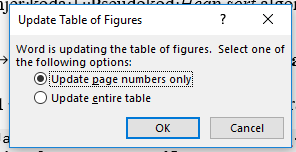 Update Table of Figures
Word is updating the table of figures. Select one of
the following options:
Update page numbers only
Update entire table
OK
Cancel